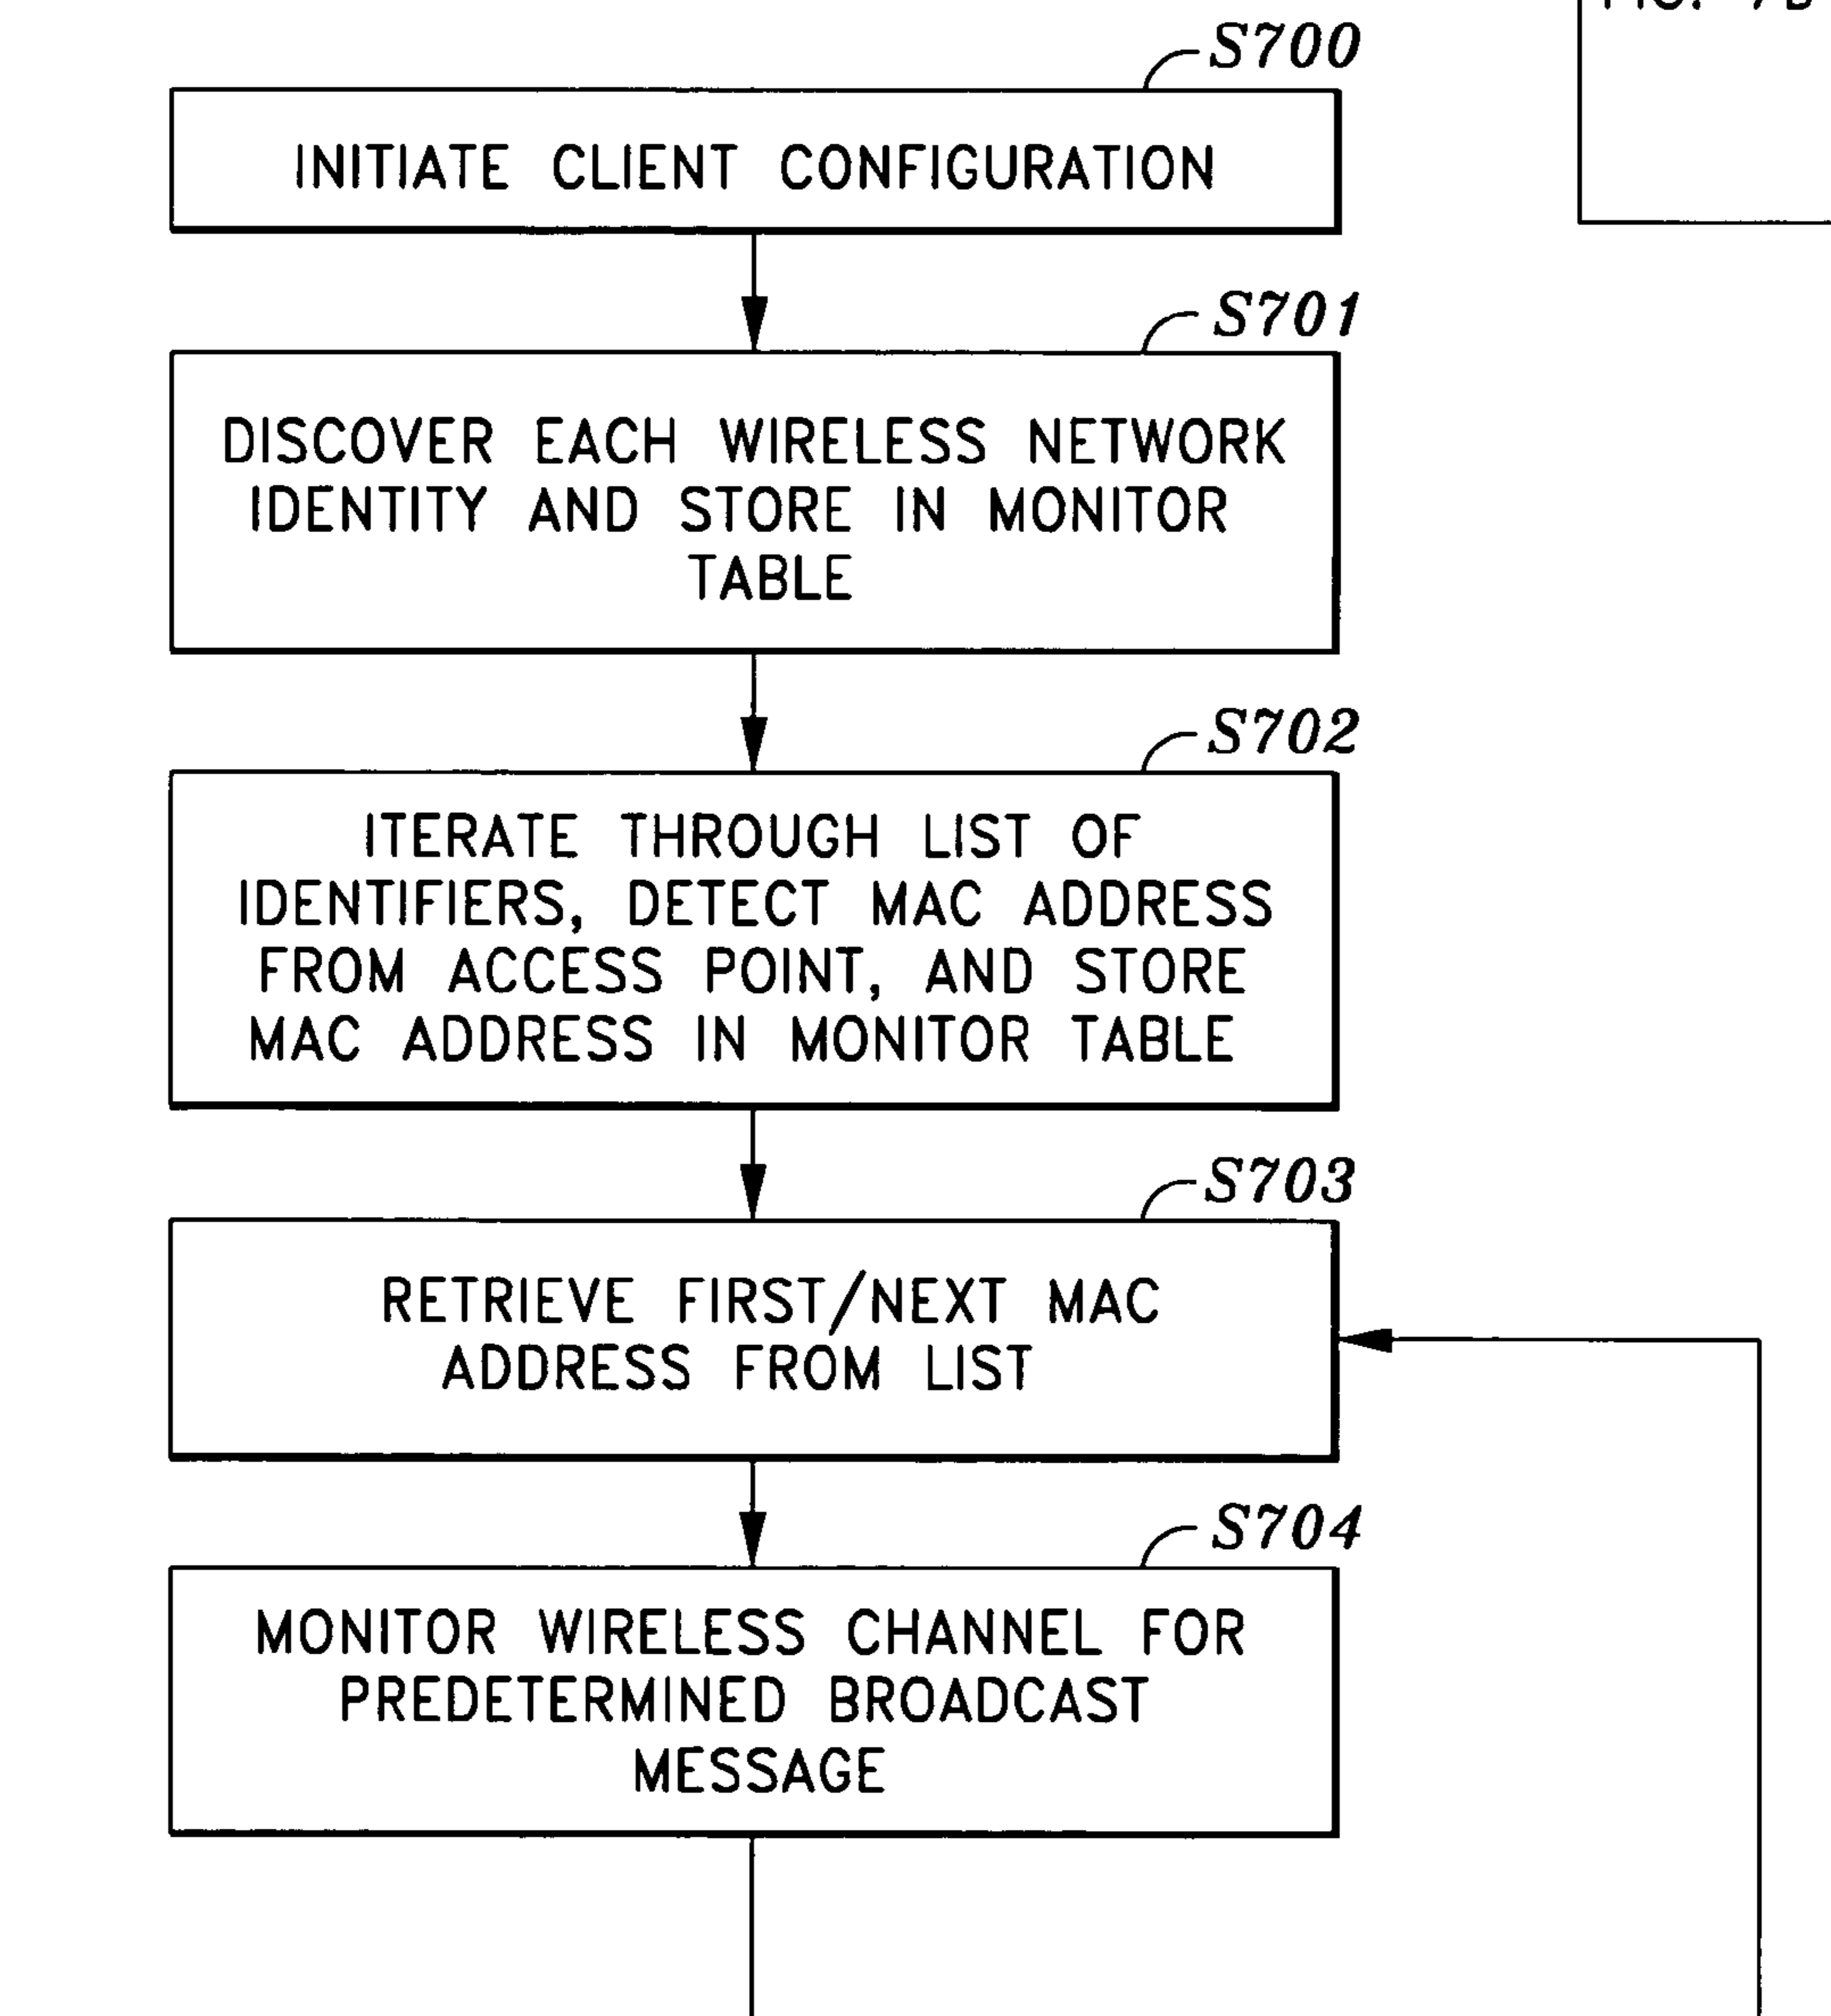 FIG. 7B
S700
INITIATE CLIENT CONFIGURATION
S701
DISCOVER EACH WIRELESS NETWORK
IDENTITY AND STORE IN MONITOR
TABLE
S702
ITERATE THROUGH LIST OF
IDENTIFIERS, DETECT MAC ADDRESS
FROM ACCESS POINT, AND STORE
MAC ADDRESS IN MONITOR TABLE
S703
RETRIEVE FIRST/NEXT MAC
ADDRESS FROM LIST
S704
MONITOR WIRELESS CHANNEL FOR
PREDETERMINED BROADCAST
MESSAGE